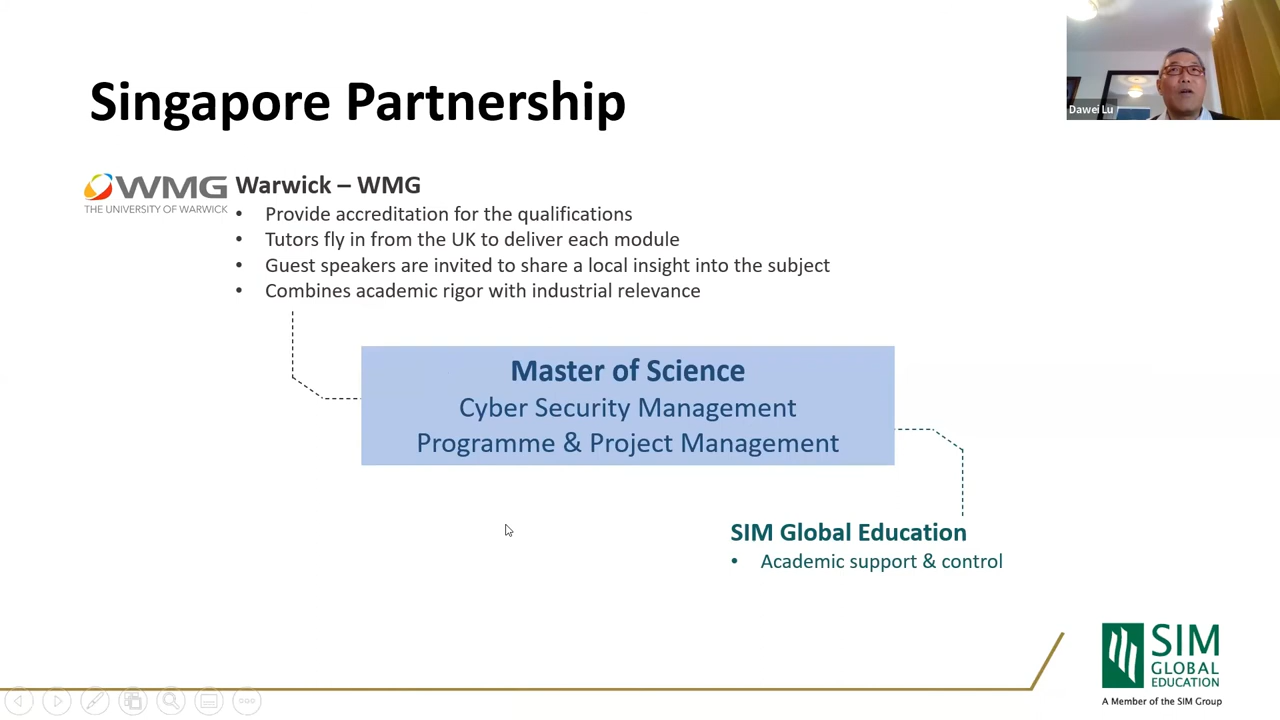 Singapore Partnership
Dawei Lu
WMG
THE UNIVERSITY OF WARWICK
Warwick – WMG
• Provide accreditation for the qualifications
• Tutors fly in from the UK to deliver each module
• Guest speakers are invited to share a local insight into the subject
• Combines academic rigor with industrial relevance
Master of Science
Cyber Security Management
Programme & Project Management
SIM Global Education
• Academic support & control
SIM
GLOBAL
EDUCATION
A Member of the SIM Group